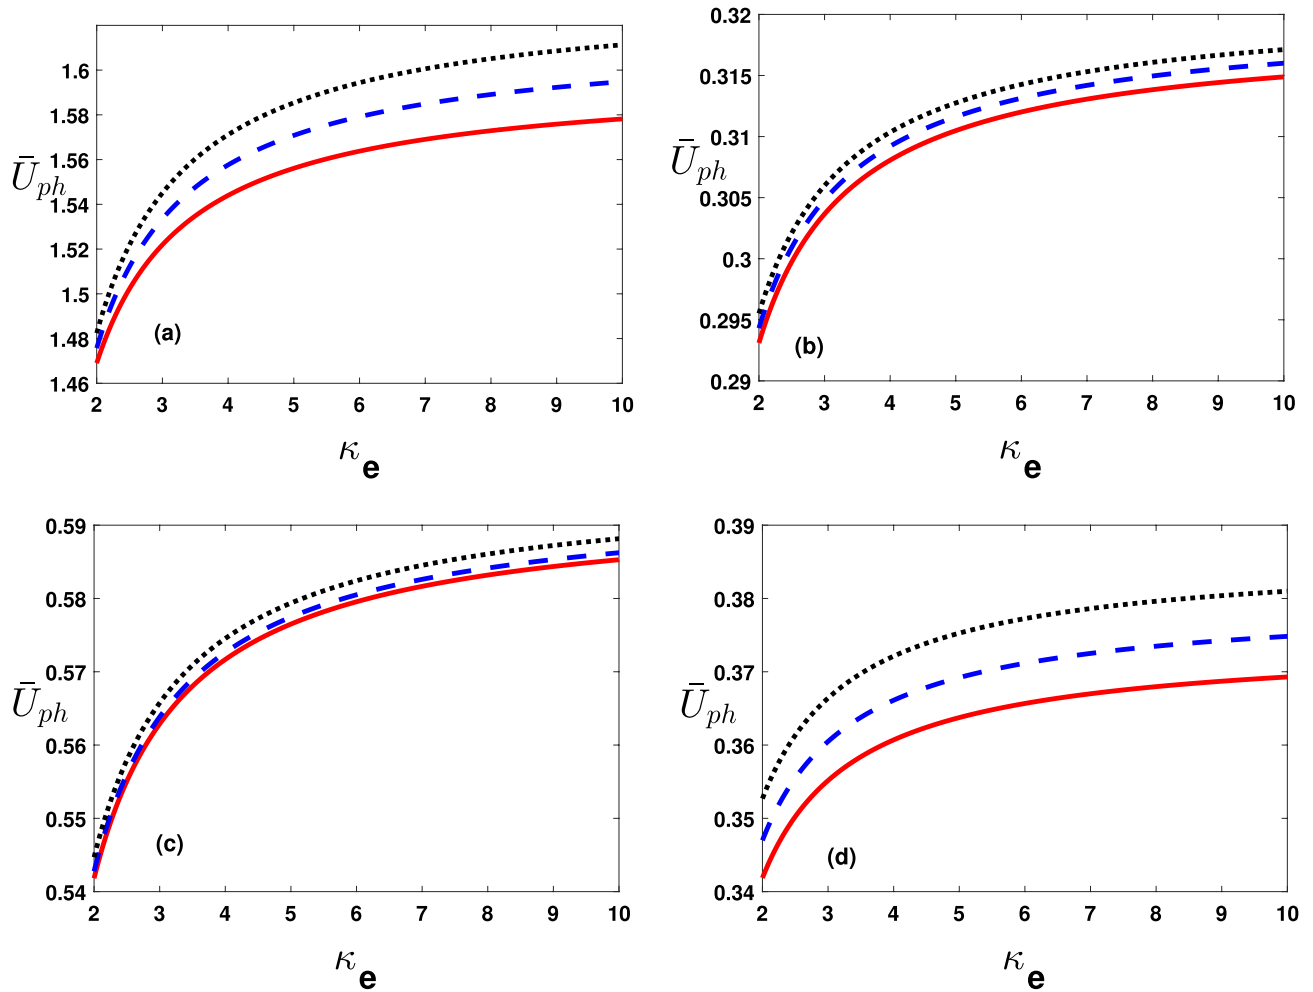 1.6
1.58
1.56
1.54
1.52
1.5
1.48
1.46
Ū_ph
(a)
2 3 4 5 6 7 8 9 10
κ_e
0.32
0.315
0.31
0.305
0.3
0.295
0.29
Ū_ph
(b)
2 3 4 5 6 7 8 9 10
κ_e
0.59
0.58
0.57
0.56
0.55
0.54
Ū_ph
(c)
2 3 4 5 6 7 8 9 10
κ_e
0.39
0.38
0.37
0.36
0.35
0.34
Ū_ph
(d)
2 3 4 5 6 7 8 9 10
κ_e